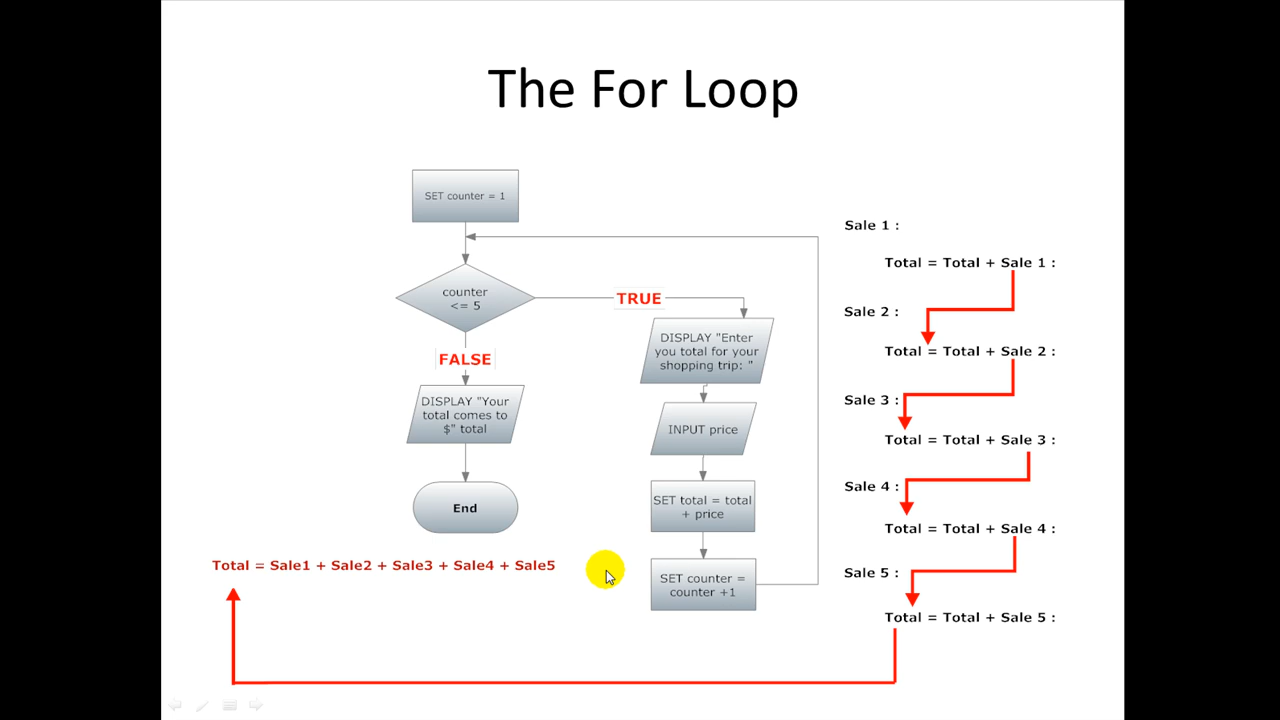 The For Loop
SET counter = 1
counter
<= 5
TRUE
FALSE
DISPLAY "Your
total comes to
$" total
End
DISPLAY "Enter
you total for your
shopping trip: "
INPUT price
SET total = total
+ price
SET counter =
counter +1
Sale 1 :
Total = Total + Sale 1 :
Sale 2 :
Total = Total + Sale 2 :
Sale 3 :
Total = Total + Sale 3 :
Sale 4 :
Total = Total + Sale 4 :
Sale 5 :
Total = Total + Sale 5 :
Total = Sale1 + Sale2 + Sale3 + Sale4 + Sale5